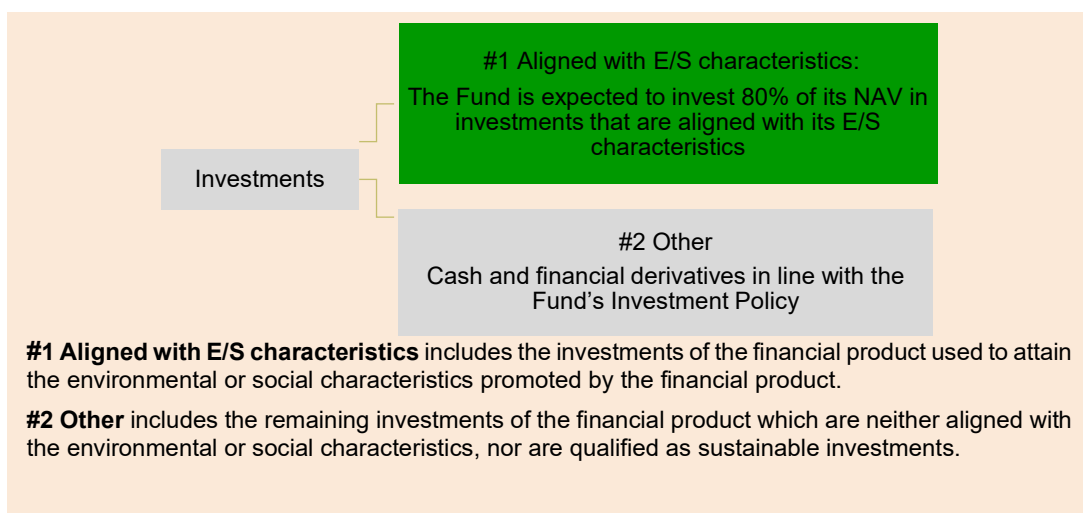 #1 Aligned with E/S characteristics:
The Fund is expected to invest 80% of its NAV in
investments that are aligned with its E/S
characteristics
Investments
#2 Other
Cash and financial derivatives in line with the
Fund's Investment Policy
#1 Aligned with E/S characteristics includes the investments of the financial product used to attain
the environmental or social characteristics promoted by the financial product.
#2 Other includes the remaining investments of the financial product which are neither aligned with
the environmental or social characteristics, nor are qualified as sustainable investments.